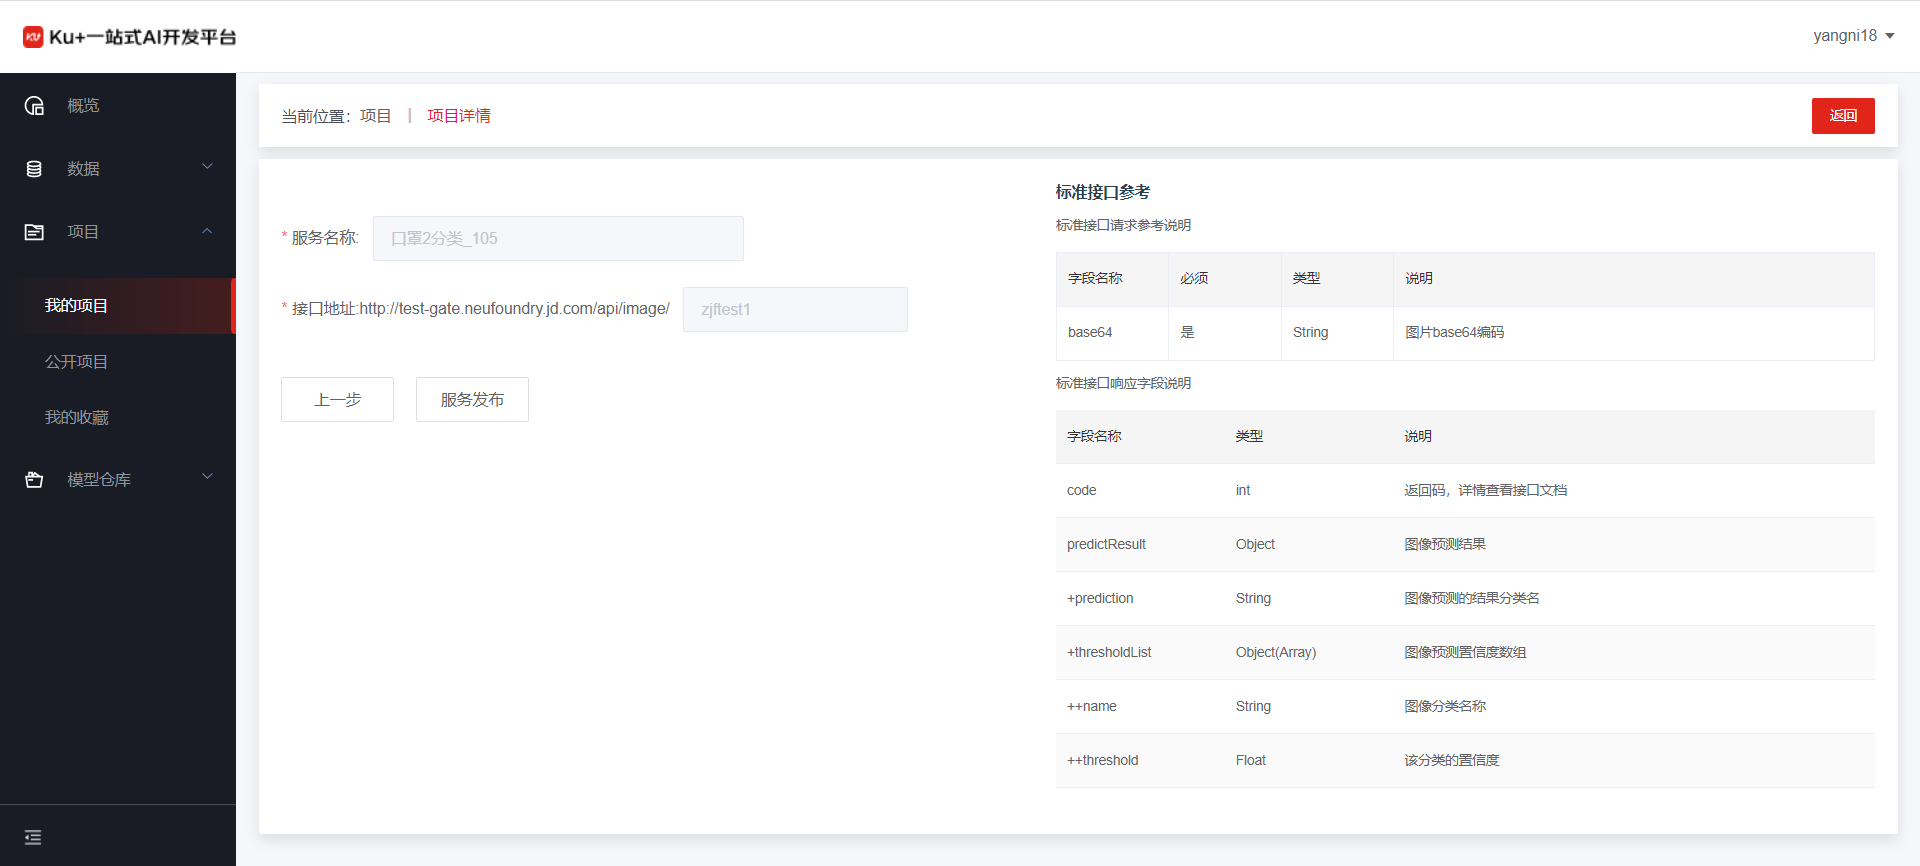 Ku+一站式AI开发平台
yangni18
概览
数据
项目
我的项目
公开项目
我的收藏
模型仓库
当前位置：项目 | 项目详情
返回
* 服务名称: 口罩2分类_105
* 接口地址:http://test-gate.neufoundry.jd.com/api/image/ zjftest1
上一步 服务发布
标准接口参考
标准接口请求参考说明
字段名称 必须 类型 说明
base64 是 String 图片base64编码
标准接口响应字段说明
字段名称 类型 说明
code int 返回码，详情查看接口文档
predictResult Object 图像预测结果
+prediction String 图像预测的结果分类名
+thresholdList Object(Array) 图像预测置信度数组
++name String 图像分类名称
++threshold Float 该分类的置信度